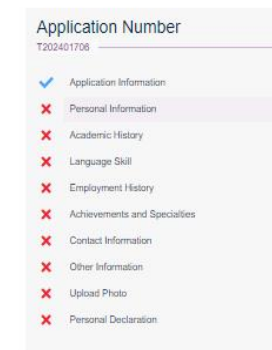 Application Number
T202401706
Application Information
Personal Information
Academic History
Language Skill
Employment History
Achievements and Specialties
Contact Information
Other Information
Upload Photo
Personal Declaration